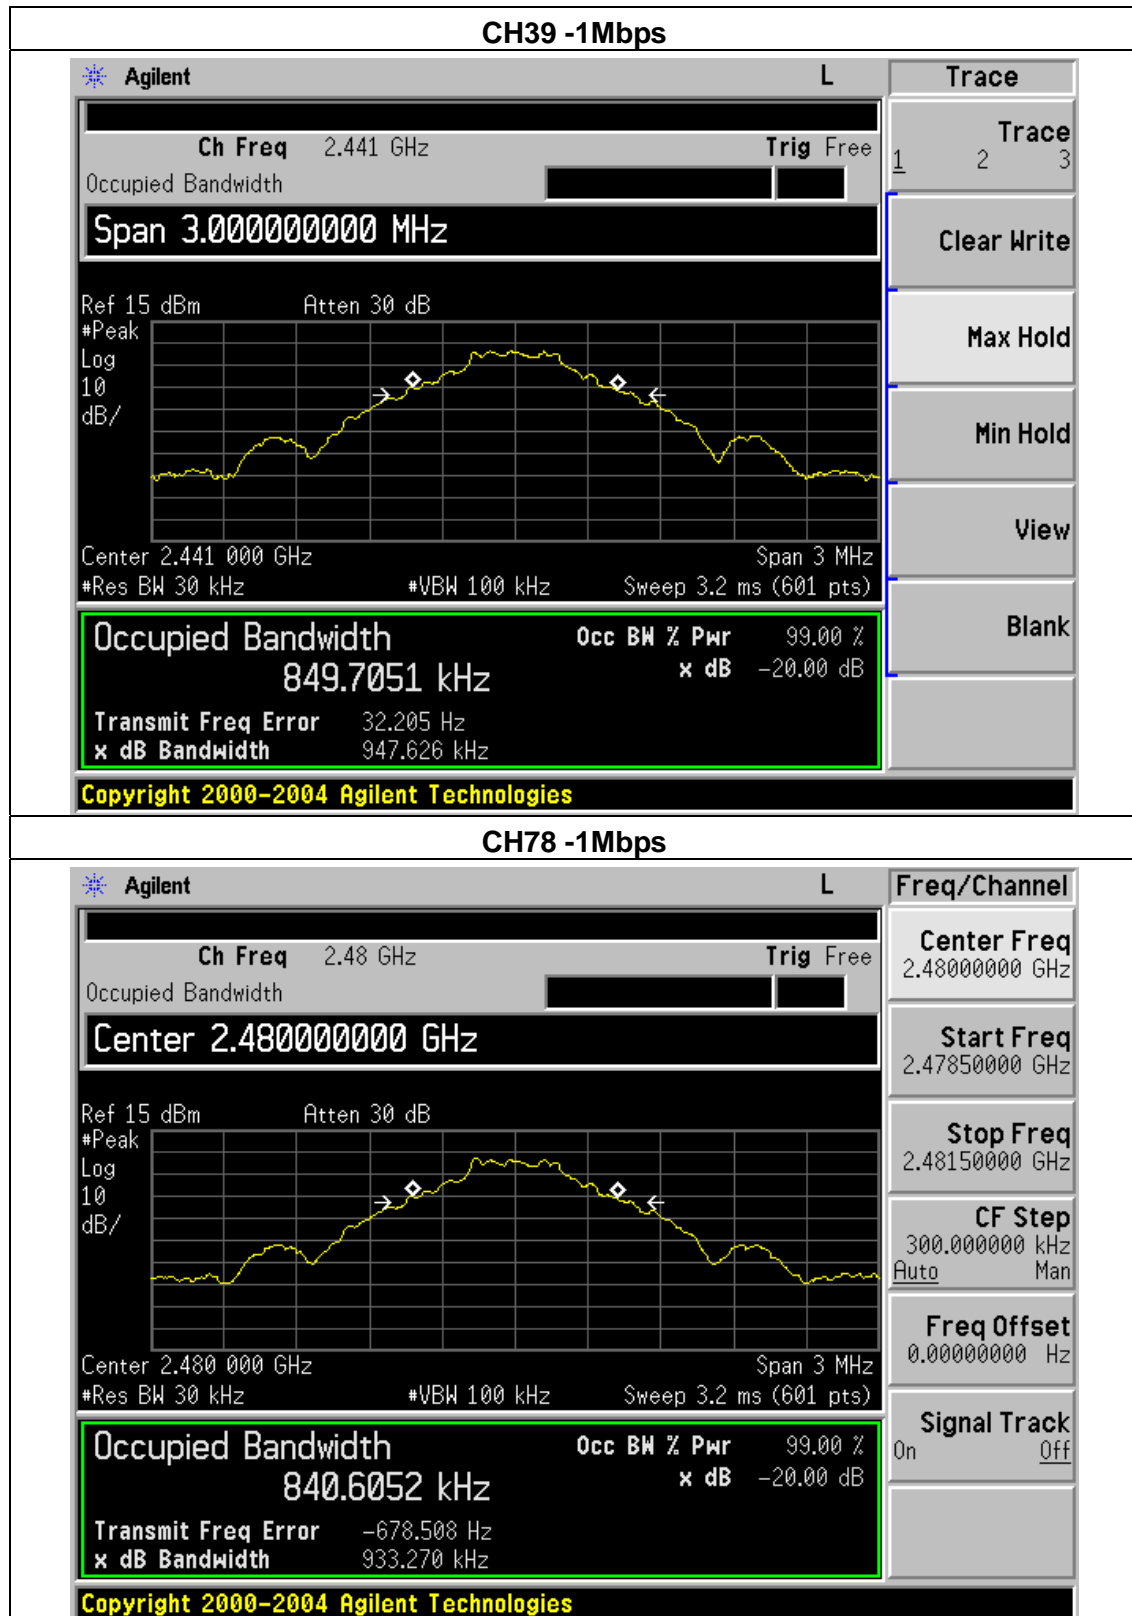 CH39 -1Mbps
Agilent L Trace
Ch Freq 2.441 GHz Trig Free
Occupied Bandwidth
Span 3.000000000 MHz
Ref 15 dBm Atten 30 dB
#Peak
Log
10
dB/
Center 2.441 000 GHz Span 3 MHz
#Res BW 30 kHz #VBW 100 kHz Sweep 3.2 ms (601 pts)
Occupied Bandwidth Occ BW % Pwr 99.00 %
849.7051 kHz x dB -20.00 dB
Transmit Freq Error 32.205 Hz
x dB Bandwidth 947.626 kHz
Copyright 2000-2004 Agilent Technologies
Trace
1 2 3
Clear Write
Max Hold
Min Hold
View
Blank
CH78 -1Mbps
Agilent L Freq/Channel
Ch Freq 2.48 GHz Trig Free
Occupied Bandwidth
Center 2.480000000 GHz
Ref 15 dBm Atten 30 dB
#Peak
Log
10
dB/
Center 2.480 000 GHz Span 3 MHz
#Res BW 30 kHz #VBW 100 kHz Sweep 3.2 ms (601 pts)
Occupied Bandwidth Occ BW % Pwr 99.00 %
840.6052 kHz x dB -20.00 dB
Transmit Freq Error -678.508 Hz
x dB Bandwidth 933.270 kHz
Copyright 2000-2004 Agilent Technologies
Center Freq
2.48000000 GHz
Start Freq
2.47850000 GHz
Stop Freq
2.48150000 GHz
CF Step
300.000000 kHz
Auto Man
Freq Offset
0.00000000 Hz
Signal Track
On Off